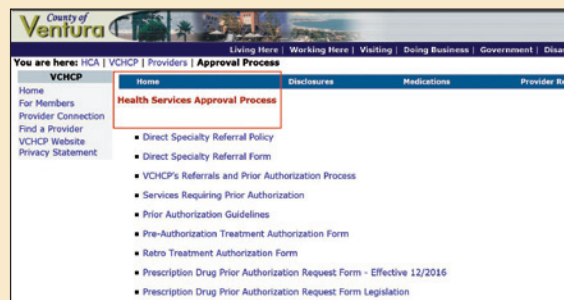 County of
Ventura
Living Here | Working Here | Visiting | Doing Business | Government |
You are here: HCA | VCHCP | Providers | Approval Process
VCHCP
Home
For Members
Provider Connection
Find a Provider
VCHCP Website
Privacy Statement
Home Disclosures Medications Provider
Health Services Approval Process
Direct Specialty Referral Policy
Direct Specialty Referral Form
VCHCP's Referrals and Prior Authorization Process
Services Requiring Prior Authorization
Prior Authorization Guidelines
Pre-Authorization Treatment Authorization Form
Retro Treatment Authorization Form
Prescription Drug Prior Authorization Request Form - Effective 12/2016
Prescription Drug Prior Authorization Request Form Legislation